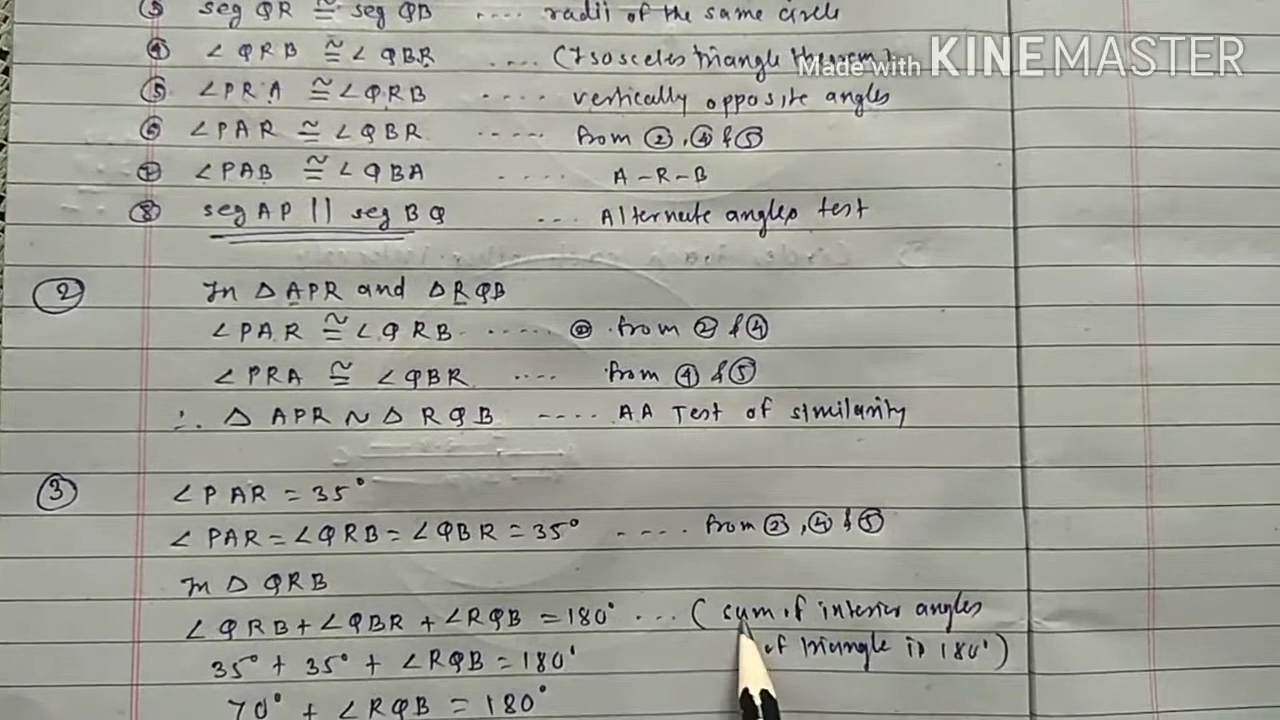 ③ seg QR ≅ seg QB .... radii of the same circle
④ ∠QRB ≅ ∠QBR .... (Isosceles triangle theorem)
Made with KINEMASTER
⑤ ∠PRA ≅ ∠QRB .... vertically opposite angles
⑥ ∠PAR ≅ ∠QBR ..... from ②, ④ & ⑤
⑦ ∠PAB ≅ ∠QBA .... A-R-B
⑧ seg AP || seg BQ ... Alternate angles test
② In △APR and △RQB
∠PAR ≅ ∠QRB ..... from ② & ④
∠PRA ≅ ∠QBR .... from ④ & ⑤
∴ △APR ~ △RQB .... AA Test of similarity
③ ∠PAR = 35°
∠PAR = ∠QRB = ∠QBR = 35° .... from ②, ④ & ⑤
In △QRB
∠QRB + ∠QBR + ∠RQB = 180° ... (sum of interior angles
35° + 35° + ∠RQB = 180° of triangle is 180°)
70° + ∠RQB = 180°